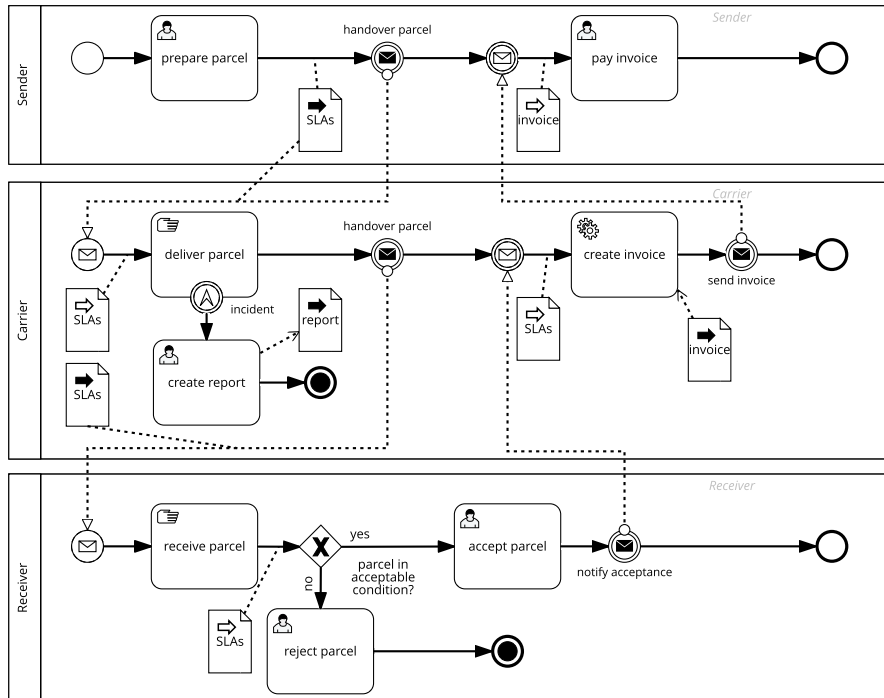 Sender
Sender
handover parcel
prepare parcel
pay invoice
SLAs
invoice
Carrier
Carrier
handover parcel
deliver parcel
create invoice
send invoice
incident
SLAs
report
SLAs
invoice
SLAs
create report
Receiver
Receiver
receive parcel
yes
accept parcel
parcel in
acceptable
condition?
notify acceptance
no
SLAs
reject parcel